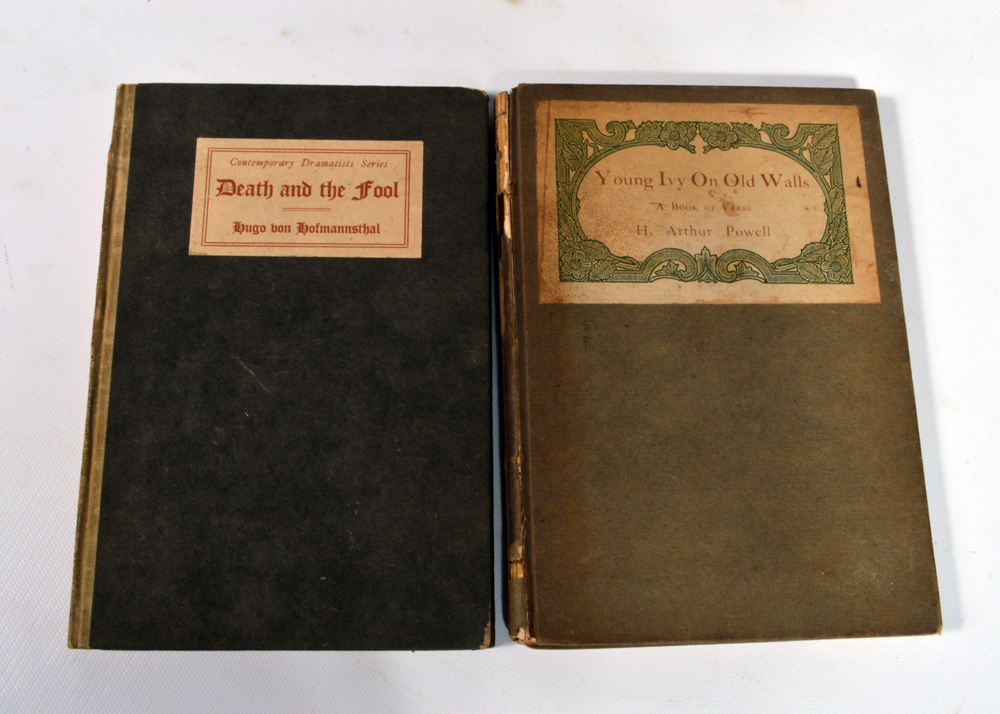 Contemporary Dramatists Series
Death and the Fool
Hugo von Hofmannsthal
Young Ivy On Old Walls
A Book of Verse
H. Arthur Powell